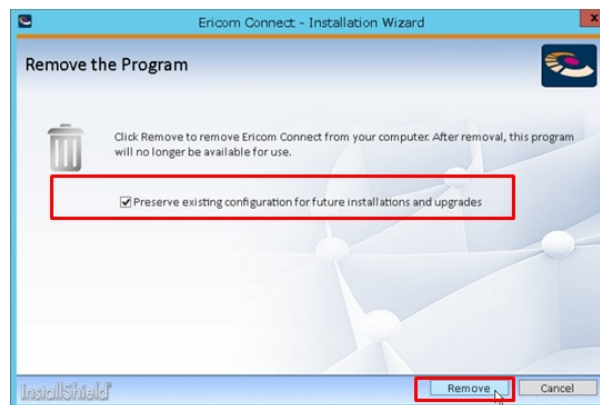 Ericom Connect - Installation Wizard
x
Remove the Program
Click Remove to remove Ericom Connect from your computer. After removal, this program
will no longer be available for use.
Preserve existing configuration for future installations and upgrades
InstallShield
Remove
Cancel